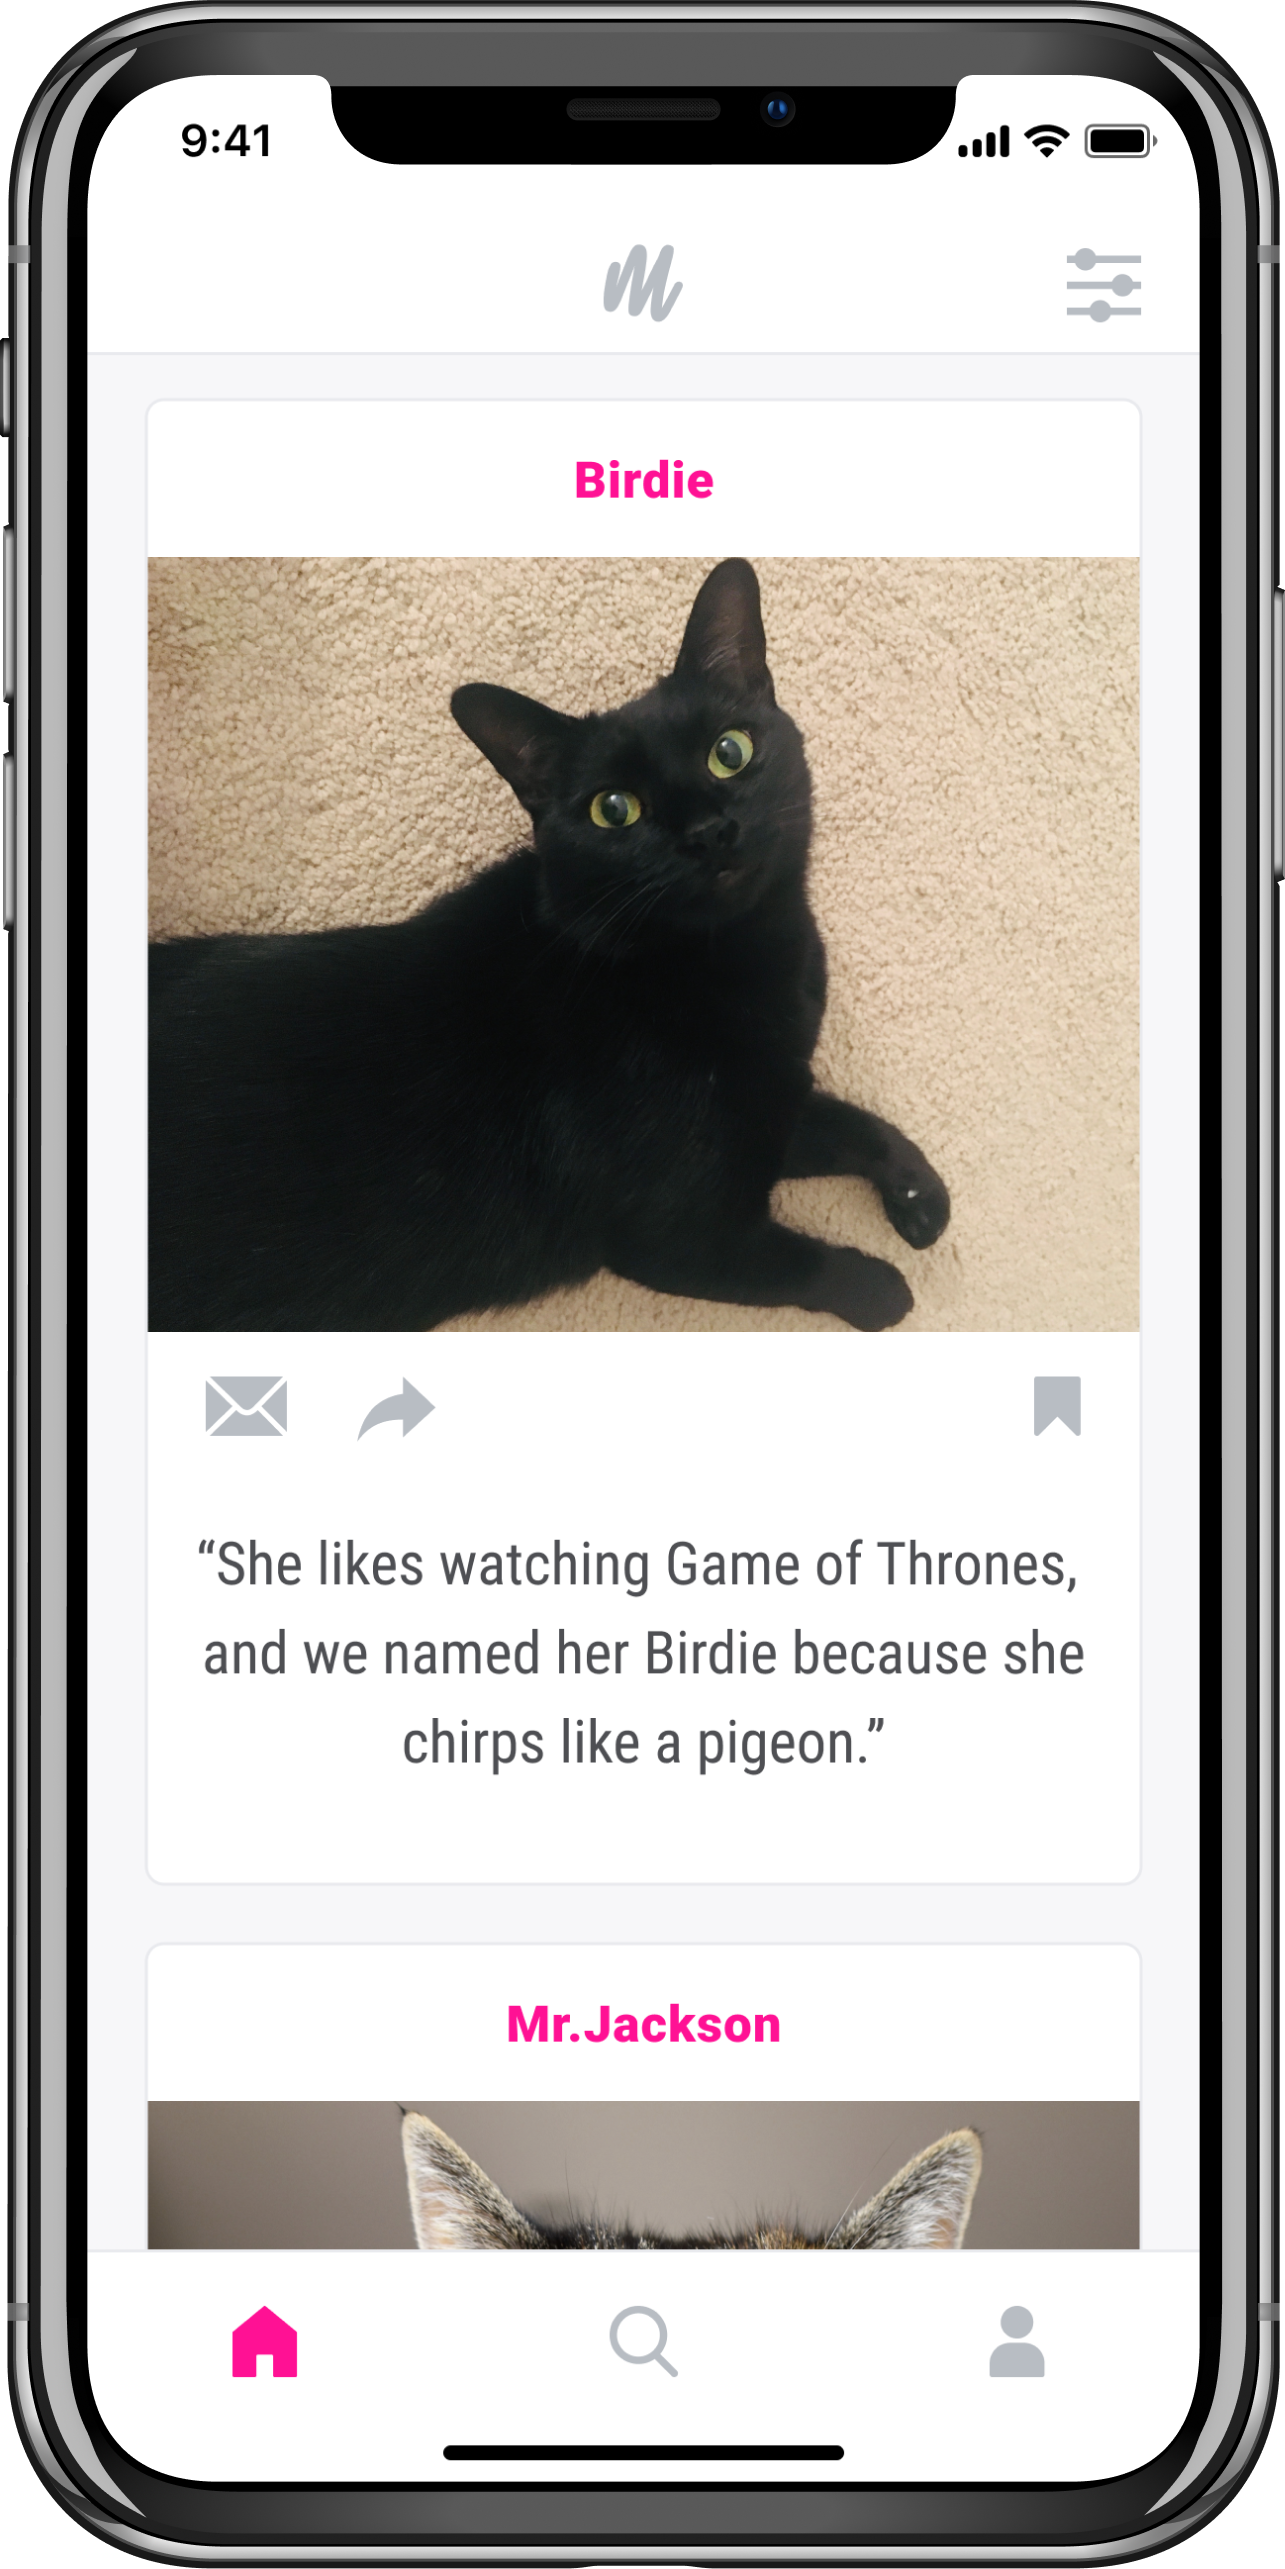 9:41
Birdie
“She likes watching Game of Thrones,
and we named her Birdie because she
chirps like a pigeon.”
Mr.Jackson